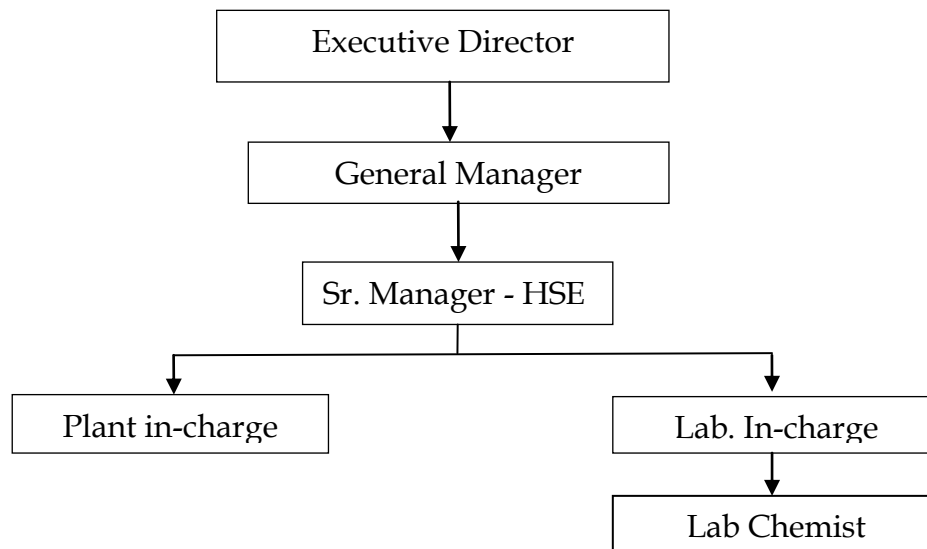 Executive Director
General Manager
Sr. Manager - HSE
Plant in-charge
Lab. In-charge
Lab Chemist